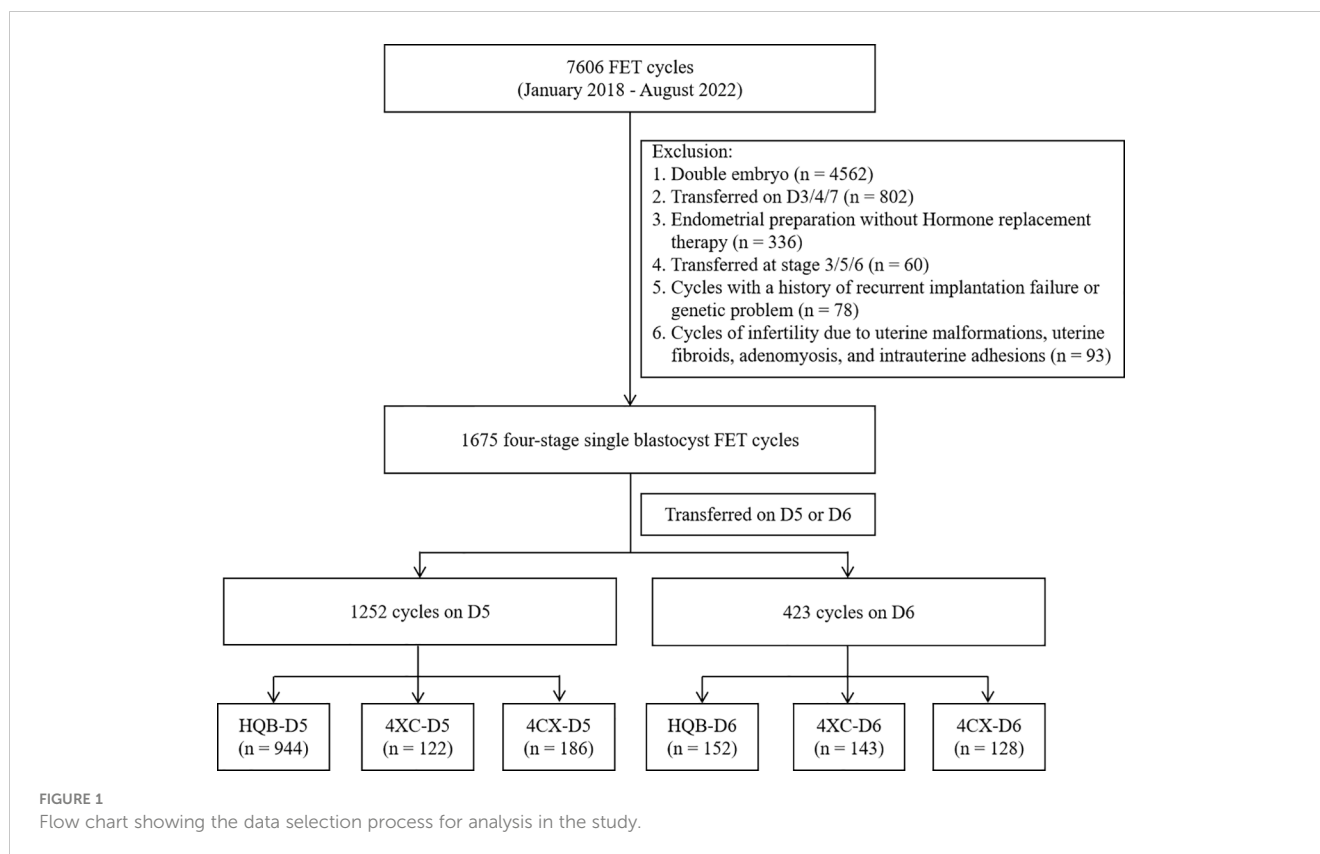 7606 FET cycles
(January 2018 - August 2022)
Exclusion:
1. Double embryo (n = 4562)
2. Transferred on D3/4/7 (n = 802)
3. Endometrial preparation without Hormone replacement
therapy (n = 336)
4. Transferred at stage 3/5/6 (n = 60)
5. Cycles with a history of recurrent implantation failure or
genetic problem (n = 78)
6. Cycles of infertility due to uterine malformations, uterine
fibroids, adenomyosis, and intrauterine adhesions (n = 93)
1675 four-stage single blastocyst FET cycles
Transferred on D5 or D6
1252 cycles on D5
423 cycles on D6
HQB-D5
(n = 944)
4XC-D5
(n = 122)
4CX-D5
(n = 186)
HQB-D6
(n = 152)
4XC-D6
(n = 143)
4CX-D6
(n = 128)
FIGURE 1
Flow chart showing the data selection process for analysis in the study.